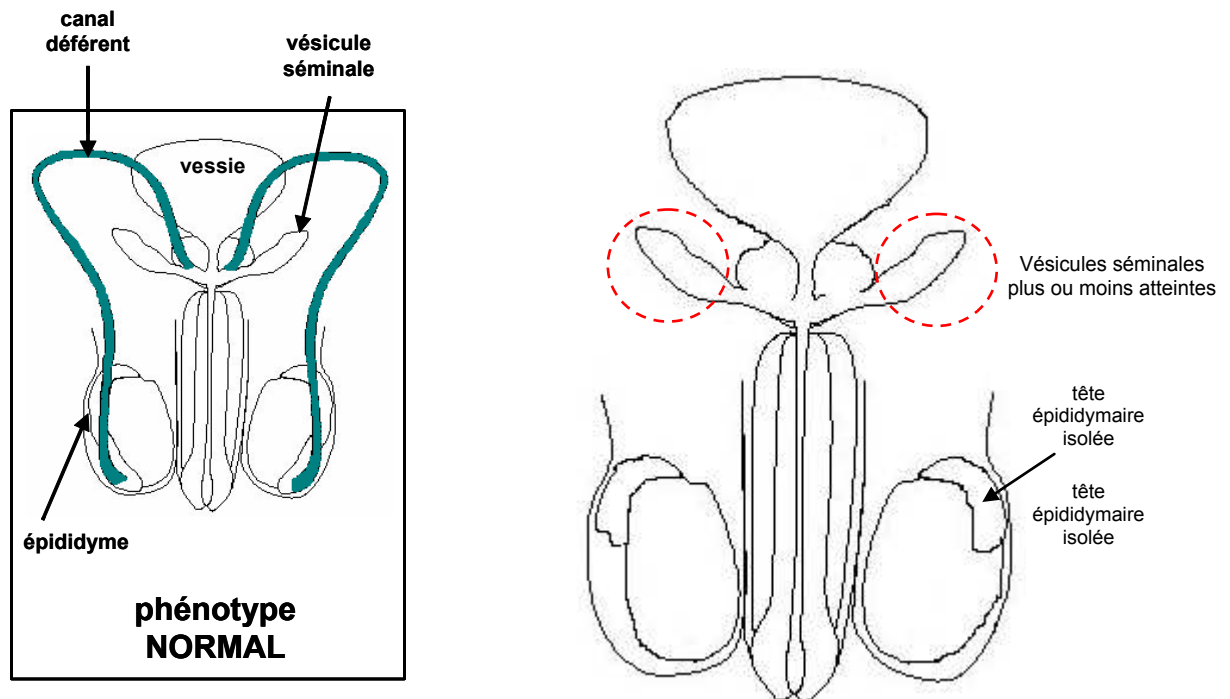 canal
déférent
vésicule
séminale
vessie
épididyme
phénotype
NORMAL
Vésicules séminales
plus ou moins atteintes
tête
épididymaire
isolée
tête
épididymaire
isolée